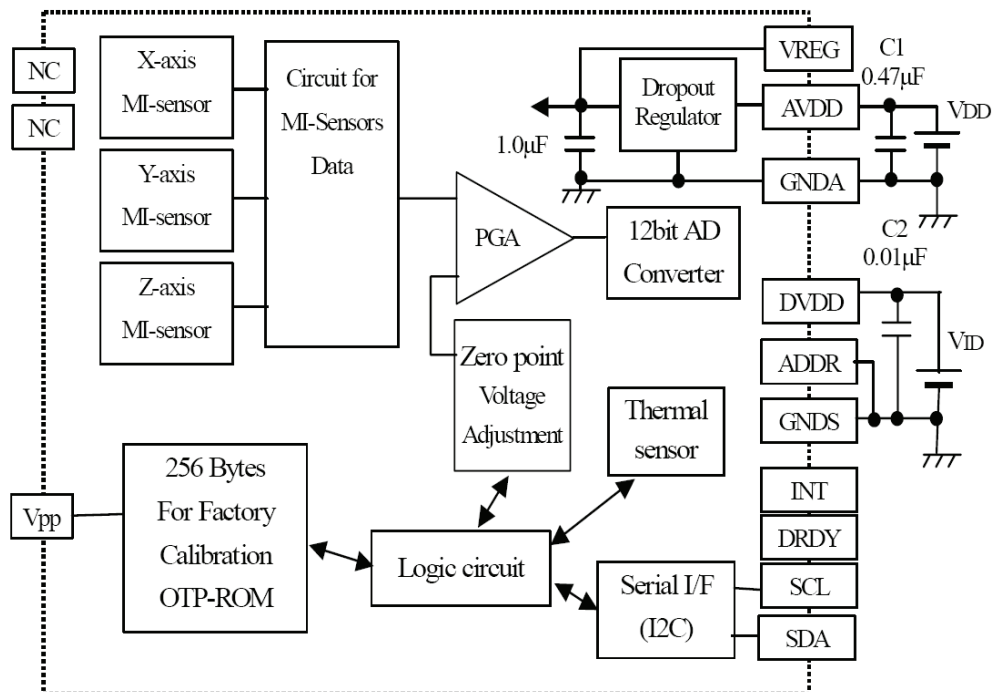 NC
NC
X-axis
MI-sensor
Y-axis
MI-sensor
Z-axis
MI-sensor
Circuit for
MI-Sensors
Data
PGA
12bit AD
Converter
Zero point
Voltage
Adjustment
Thermal
sensor
Dropout
Regulator
1.0μF
VREG
AVDD
GNDA
C1
0.47μF
VDD
C2
0.01μF
DVDD
ADDR
GNDS
VID
INT
DRDY
SCL
SDA
Vpp
256 Bytes
For Factory
Calibration
OTP-ROM
Logic circuit
Serial I/F
(I2C)